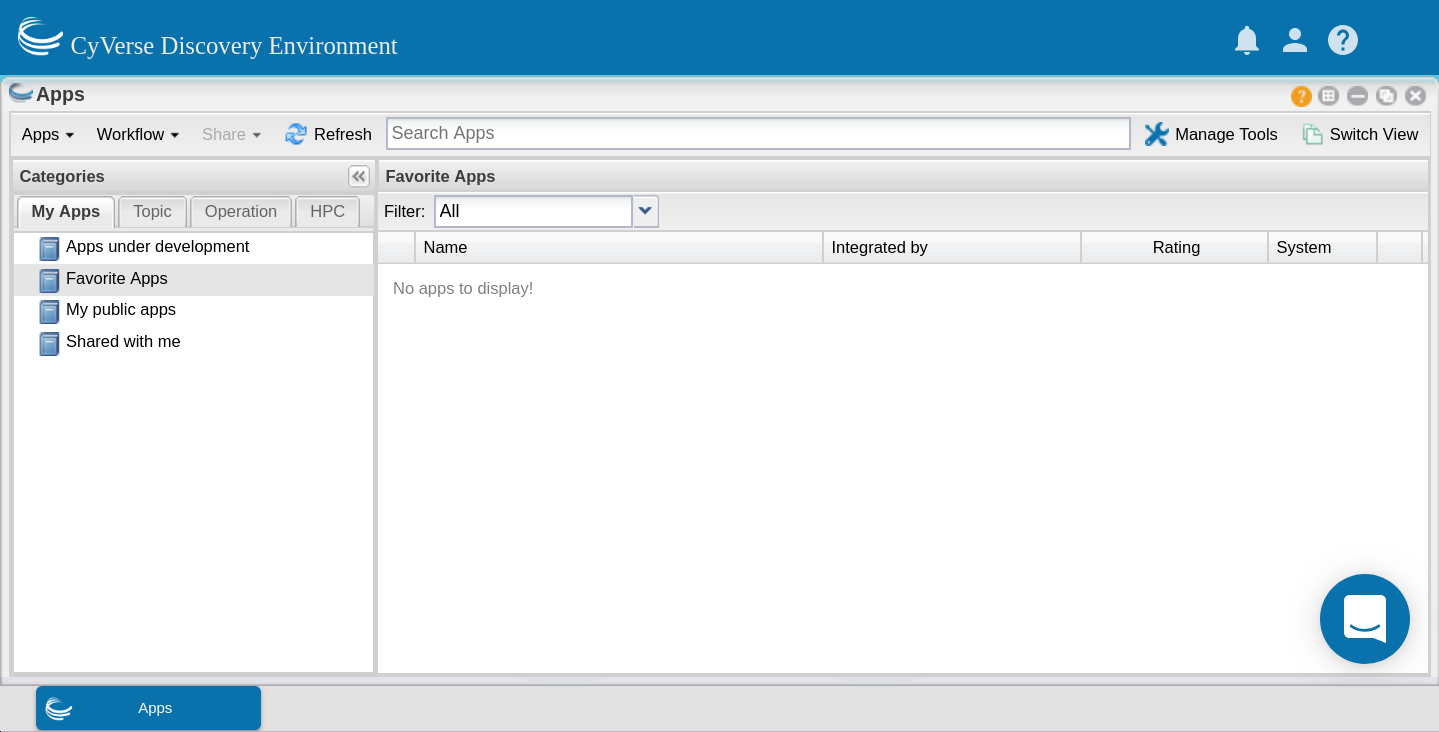 CyVerse Discovery Environment
?
Apps
?
Apps Workflow Share Refresh Search Apps Manage Tools Switch View
Categories
Favorite Apps
My Apps Topic Operation HPC
Filter: All
Name Integrated by Rating System
Apps under development
Favorite Apps
My public apps
Shared with me
No apps to display!
Apps